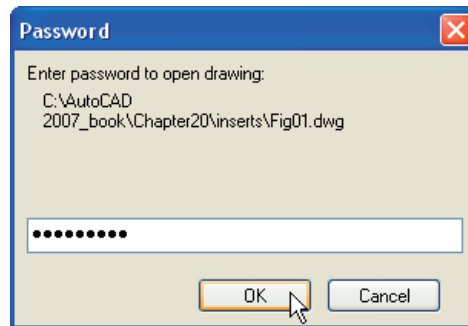 Password
Enter password to open drawing:
C:\AutoCAD
2007_book\Chapter20\inserts\Fig01.dwg
•••••••••
OK
Cancel